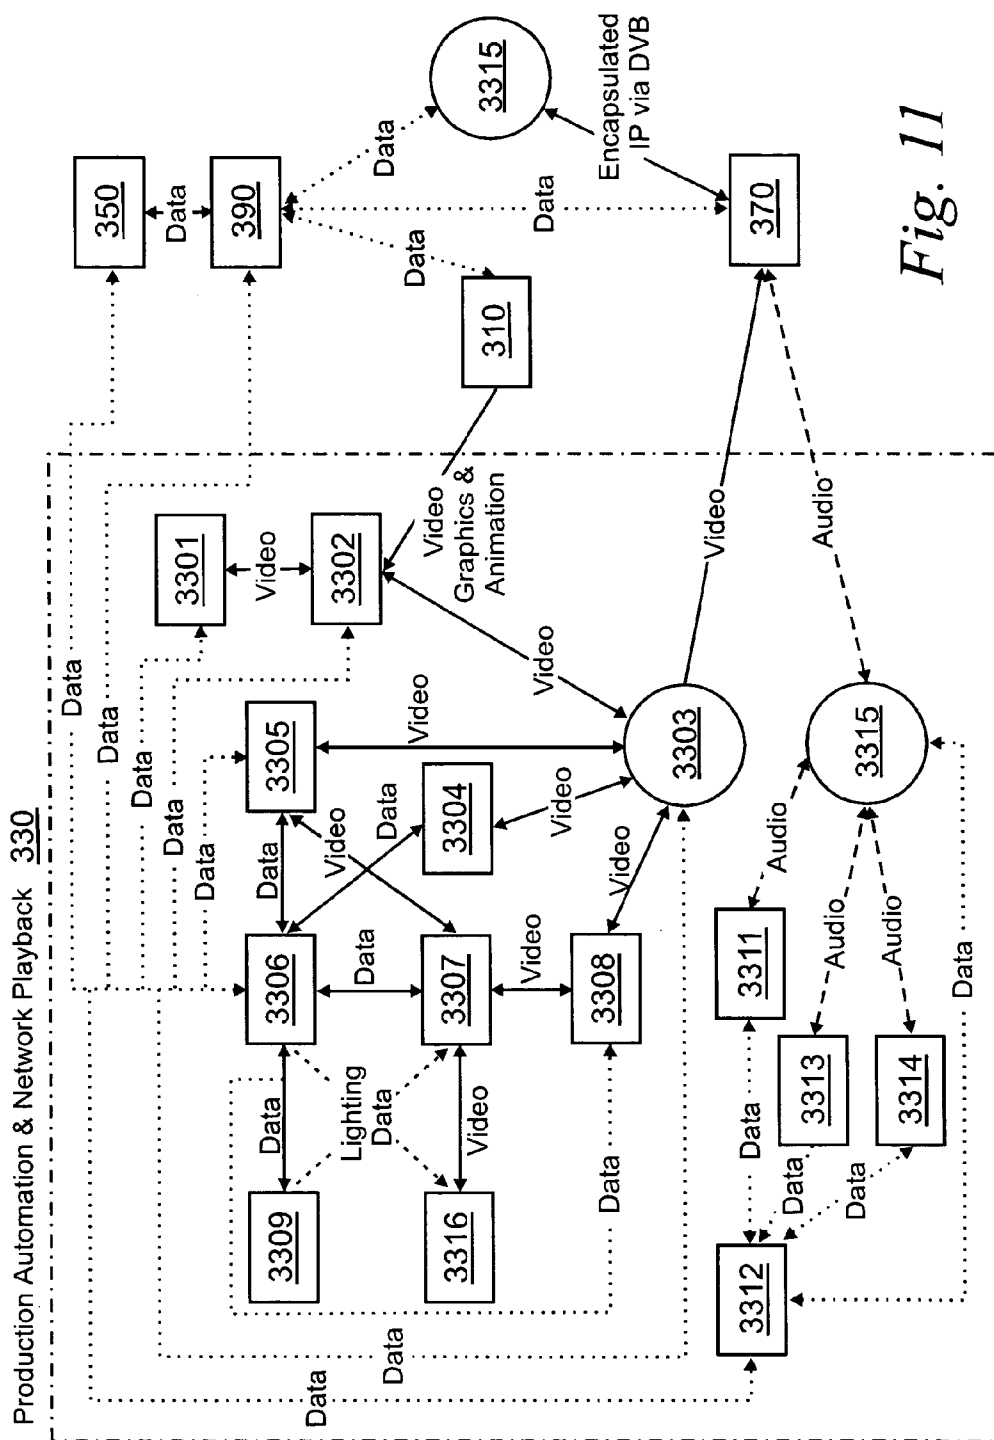 Production Automation & Network Playback 330
Data
Data
350
Data
Data
Data
3301
Data
390
Video
3309
Data
3306
Data
3305
Data
Video
3302
Lighting
Data
Data
Data
Data
Data
Video
Data
Video
Graphics &
Animation
3316
Video
3307
3304
310
3315
Video
Video
Data
Video
Data
3308
Video
Encapsulated
IP via DVB
3303
Video
3312
Data
3311
370
Audio
Data
3313
Audio
Audio
Data
3315
Audio
3314
Data
Fig. 11